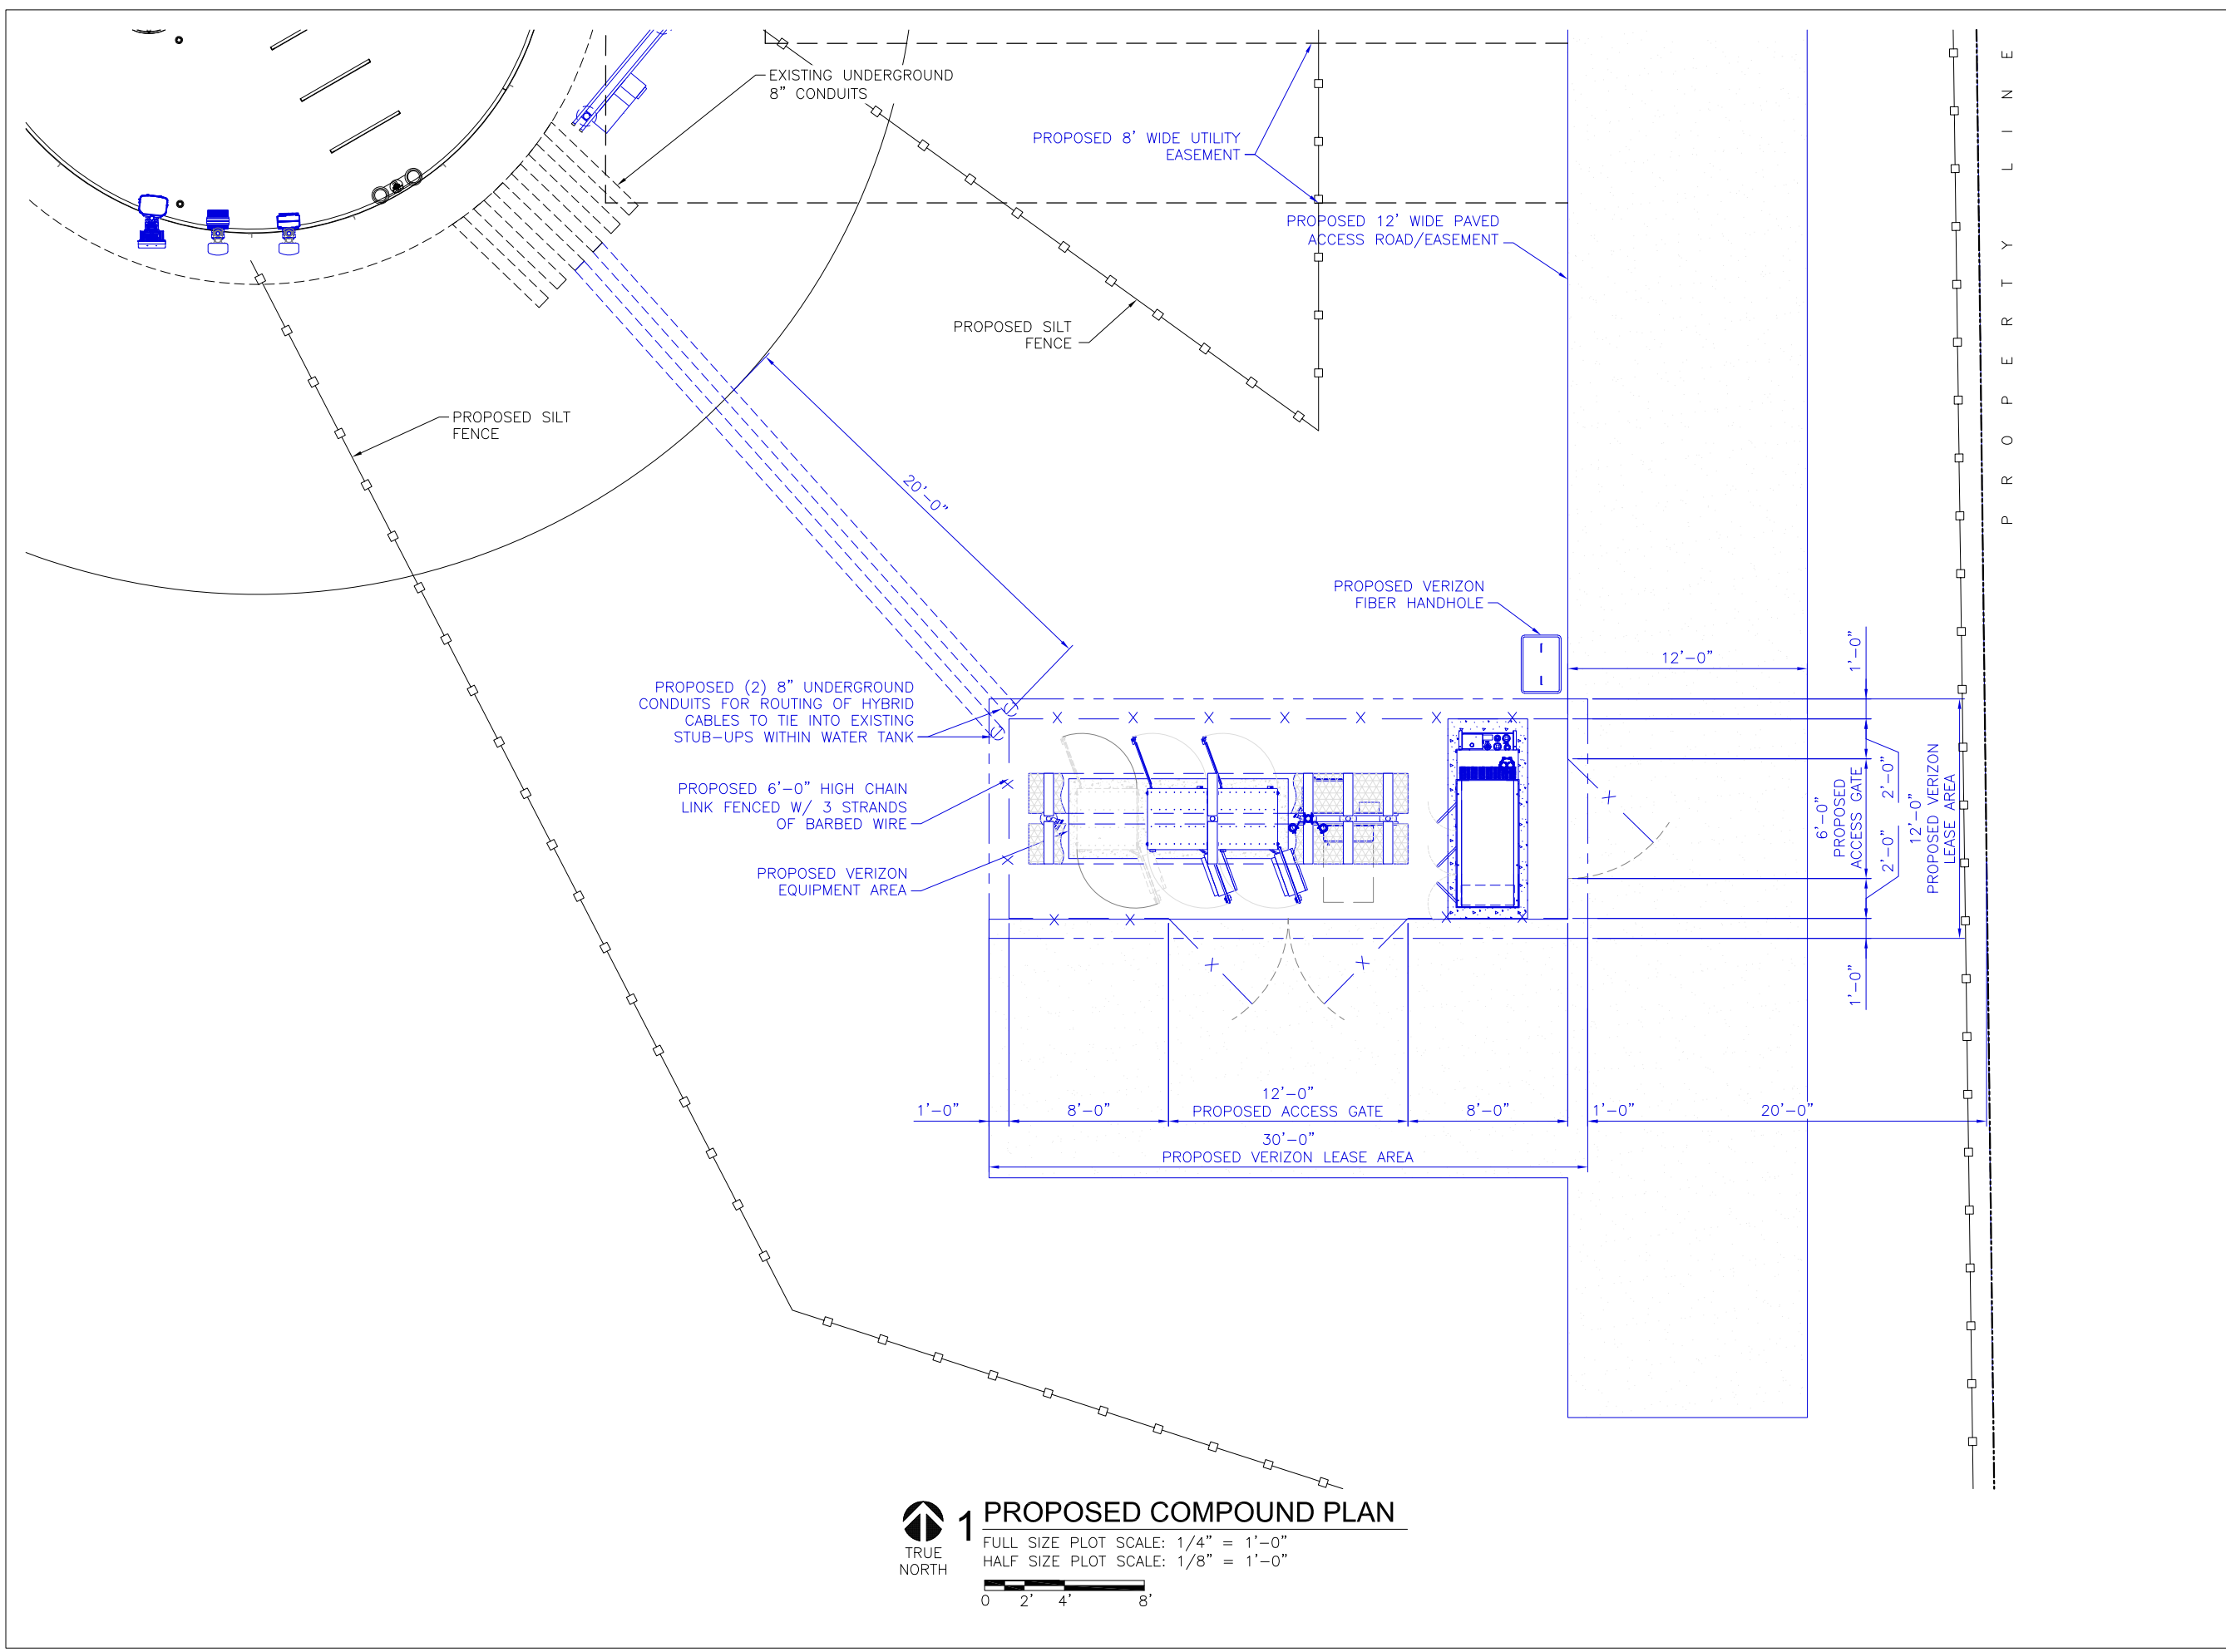 EXISTING UNDERGROUND
8" CONDUITS
PROPOSED 8' WIDE UTILITY
EASEMENT
PROPOSED 12' WIDE PAVED
ACCESS ROAD/EASEMENT
PROPERTY LINE
PROPOSED SILT
FENCE
PROPOSED SILT
FENCE
20'-0"
PROPOSED VERIZON
FIBER HANDHOLE
12'-0"
1'-0"
PROPOSED (2) 8" UNDERGROUND
CONDUITS FOR ROUTING OF HYBRID
CABLES TO TIE INTO EXISTING
STUB-UPS WITHIN WATER TANK
PROPOSED 6'-0" HIGH CHAIN
LINK FENCED W/ 3 STRANDS
OF BARBED WIRE
PROPOSED VERIZON
EQUIPMENT AREA
6'-0"
PROPOSED
ACCESS GATE
2'-0"
2'-0"
12'-0"
PROPOSED VERIZON
LEASE AREA
1'-0"
1'-0"
8'-0"
12'-0"
PROPOSED ACCESS GATE
8'-0"
1'-0"
20'-0"
30'-0"
PROPOSED VERIZON LEASE AREA
TRUE
NORTH
1
PROPOSED COMPOUND PLAN
FULL SIZE PLOT SCALE: 1/4" = 1'-0"
HALF SIZE PLOT SCALE: 1/8" = 1'-0"
0 2' 4' 8'